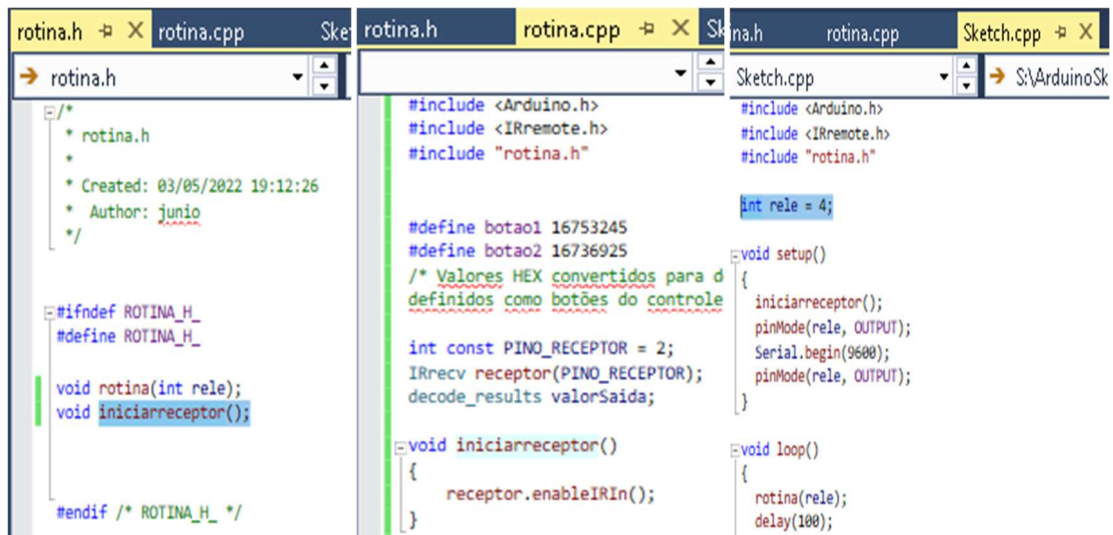 rotina.h
rotina.cpp
Ske
rotina.h
/*
* rotina.h
*
* Created: 03/05/2022 19:12:26
* Author: junio
*/
#ifndef ROTINA_H_
#define ROTINA_H_
void rotina(int rele);
void iniciarreceptor();
#endif /* ROTINA_H_ */
rotina.h
rotina.cpp
Sk
#include <Arduino.h>
#include <IRremote.h>
#include "rotina.h"
#define botao1 16753245
#define botao2 16736925
/* Valores HEX convertidos para d
definidos como botões do controle
int const PINO_RECEPTOR = 2;
IRrecv receptor(PINO_RECEPTOR);
decode_results valorSaida;
void iniciarreceptor()
{
receptor.enableIRIn();
}
ina.h
rotina.cpp
Sketch.cpp
Sketch.cpp
S:\ArduinoSk
#include <Arduino.h>
#include <IRremote.h>
#include "rotina.h"
int rele = 4;
void setup()
{
iniciarreceptor();
pinMode(rele, OUTPUT);
Serial.begin(9600);
pinMode(rele, OUTPUT);
}
void loop()
{
rotina(rele);
delay(100);